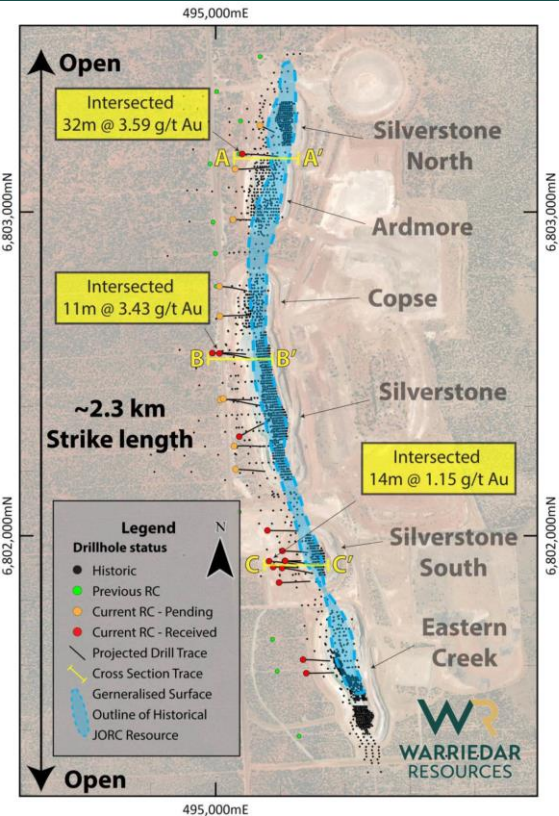 495,000mE
Open
Intersected
32m @ 3.59 g/t Au
Silverstone
North
A
A'
6,803,000mN
6,803,000mN
Ardmore
Copse
Intersected
11m @ 3.43 g/t Au
B
B'
Silverstone
~2.3 km
Strike length
Intersected
14m @ 1.15 g/t Au
6,802,000mN
6,802,000mN
Silverstone
South
C
C'
Eastern
Creek
Legend
N
Drillhole status
Historic
Previous RC
Current RC - Pending
Current RC - Received
Projected Drill Trace
Cross Section Trace
Gerneralised Surface
Outline of Historical
JORC Resource
WR
WARRIEDAR
RESOURCES
Open
495,000mE